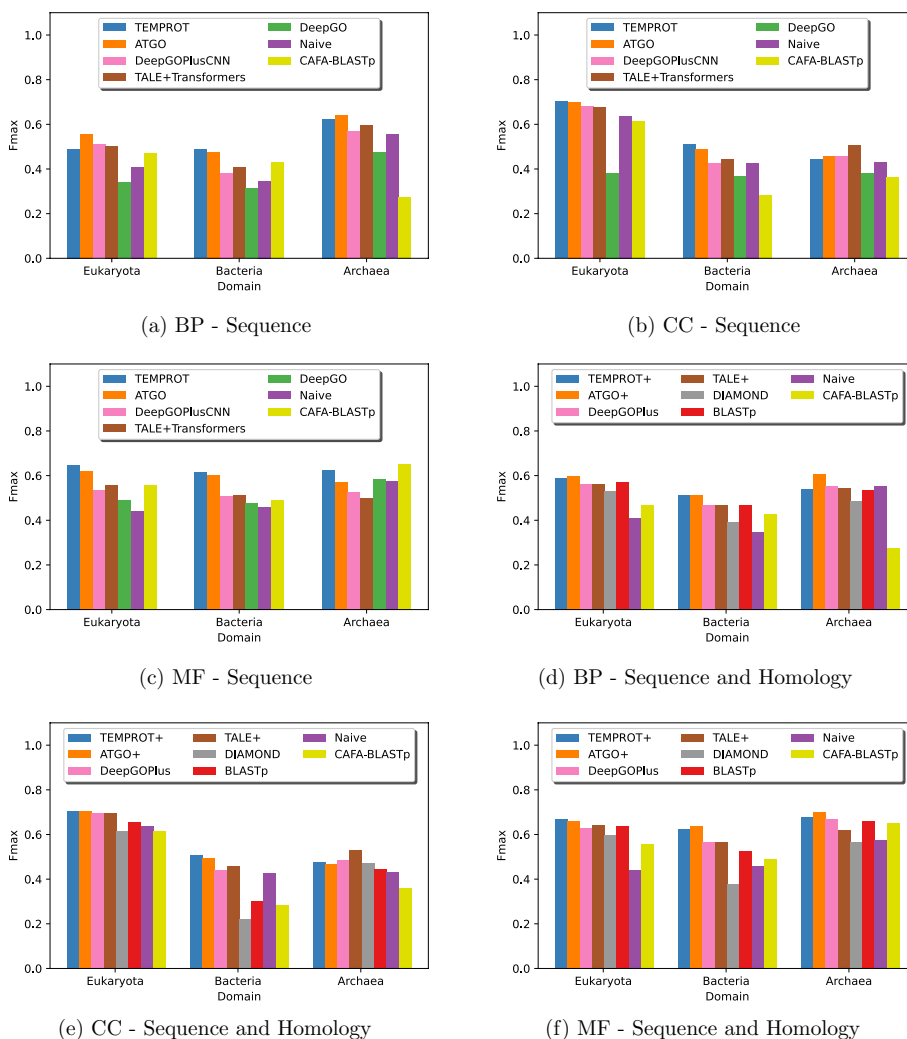 1.0
0.8
0.6
0.4
0.2
0.0
Fmax
TEMPROT DeepGO
ATGO Naive
DeepGOPlusCNN CAFA-BLASTp
TALE+Transformers
Eukaryota Bacteria Archaea
Domain
(a) BP - Sequence
1.0
0.8
0.6
0.4
0.2
0.0
Fmax
TEMPROT DeepGO
ATGO Naive
DeepGOPlusCNN CAFA-BLASTp
TALE+Transformers
Eukaryota Bacteria Archaea
Domain
(b) CC - Sequence
1.0
0.8
0.6
0.4
0.2
0.0
Fmax
TEMPROT DeepGO
ATGO Naive
DeepGOPlusCNN CAFA-BLASTp
TALE+Transformers
Eukaryota Bacteria Archaea
Domain
(c) MF - Sequence
1.0
0.8
0.6
0.4
0.2
0.0
Fmax
TEMPROT+ TALE+ Naive
ATGO+ DIAMOND CAFA-BLASTp
DeepGOPlus BLASTp
Eukaryota Bacteria Archaea
Domain
(d) BP - Sequence and Homology
1.0
0.8
0.6
0.4
0.2
0.0
Fmax
TEMPROT+ TALE+ Naive
ATGO+ DIAMOND CAFA-BLASTp
DeepGOPlus BLASTp
Eukaryota Bacteria Archaea
Domain
(e) CC - Sequence and Homology
1.0
0.8
0.6
0.4
0.2
0.0
Fmax
TEMPROT+ TALE+ Naive
ATGO+ DIAMOND CAFA-BLASTp
DeepGOPlus BLASTp
Eukaryota Bacteria Archaea
Domain
(f) MF - Sequence and Homology